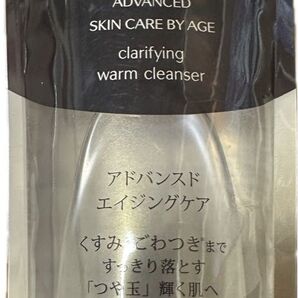 ADVANCED
SKIN CARE BY AGE
clarifying
warm cleanser
アドバンスド
エイジングケア
くすみ・ごわつきまで
すっきり落とす
「つや玉」輝く肌へ